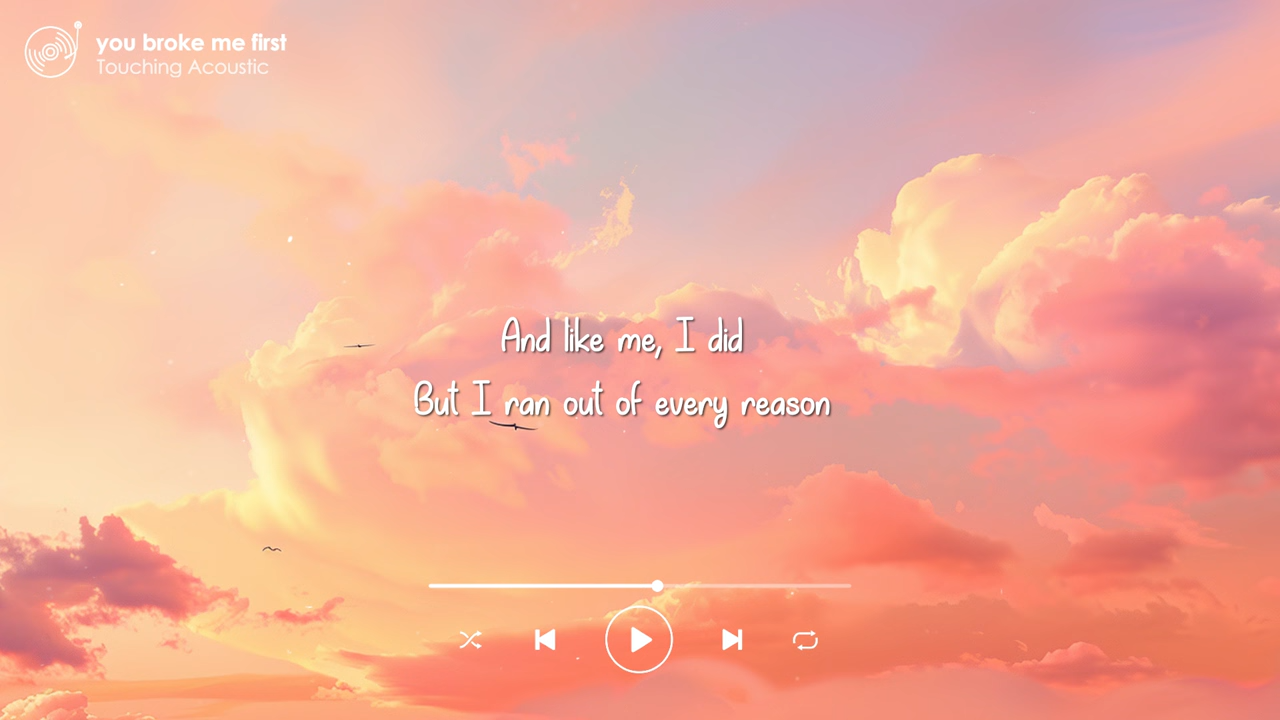 you broke me first
Touching Acoustic
And like me, I did
But I ran out of every reason